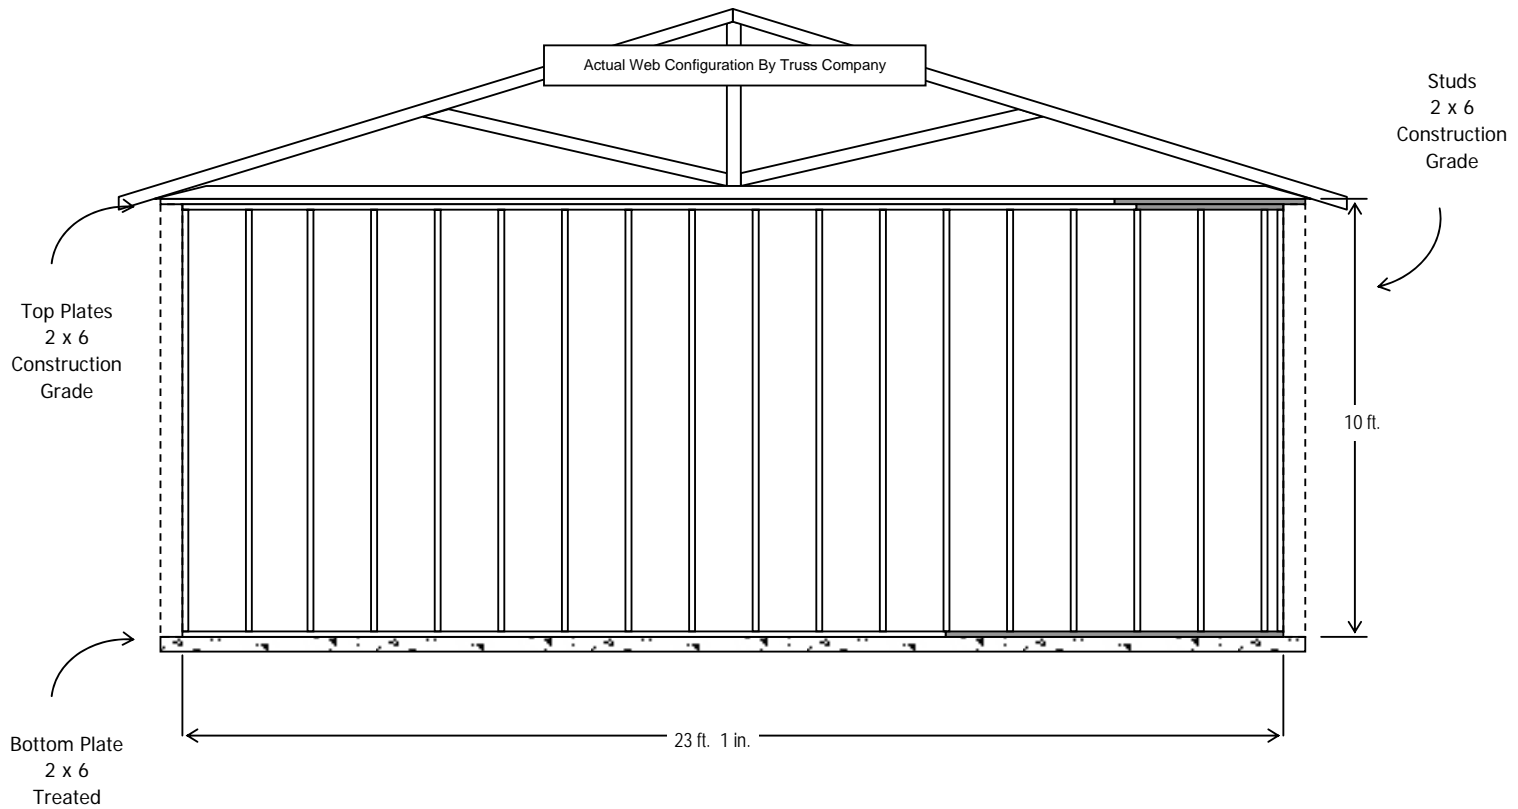 Actual Web Configuration By Truss Company
Studs
2 x 6
Construction
Grade
Top Plates
2 x 6
Construction
Grade
10 ft.
23 ft. 1 in.
Bottom Plate
2 x 6
Treated